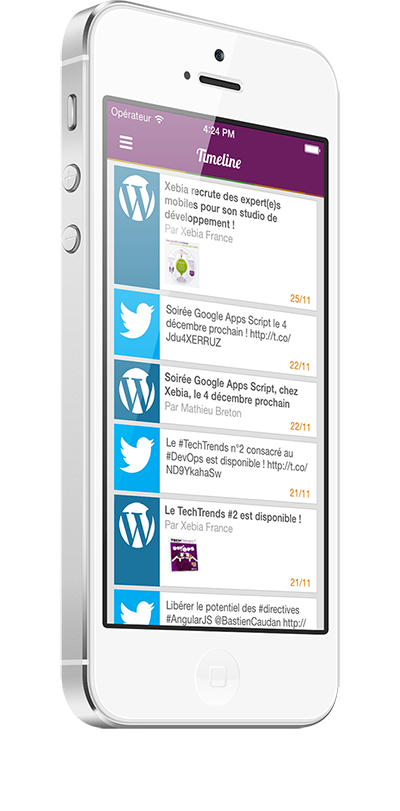 Opérateur
4:24 PM
Timeline
Xebia recrute des expert(e)s
mobiles pour son studio de
développement !
Par Xebia France
25/11
Soirée Google Apps Script le 4
décembre prochain ! http://t.co/
Jdu4XERRUZ
22/11
Soirée Google Apps Script, chez
Xebia, le 4 décembre prochain
Par Mathieu Breton
22/11
Le #TechTrends n°2 consacré au
#DevOps est disponible ! http://t.co/
ND9YkahaSw
21/11
Le TechTrends #2 est disponible !
Par Xebia France
21/11
Libérer le potentiel des #directives
#AngularJS @BastienCaudan http://